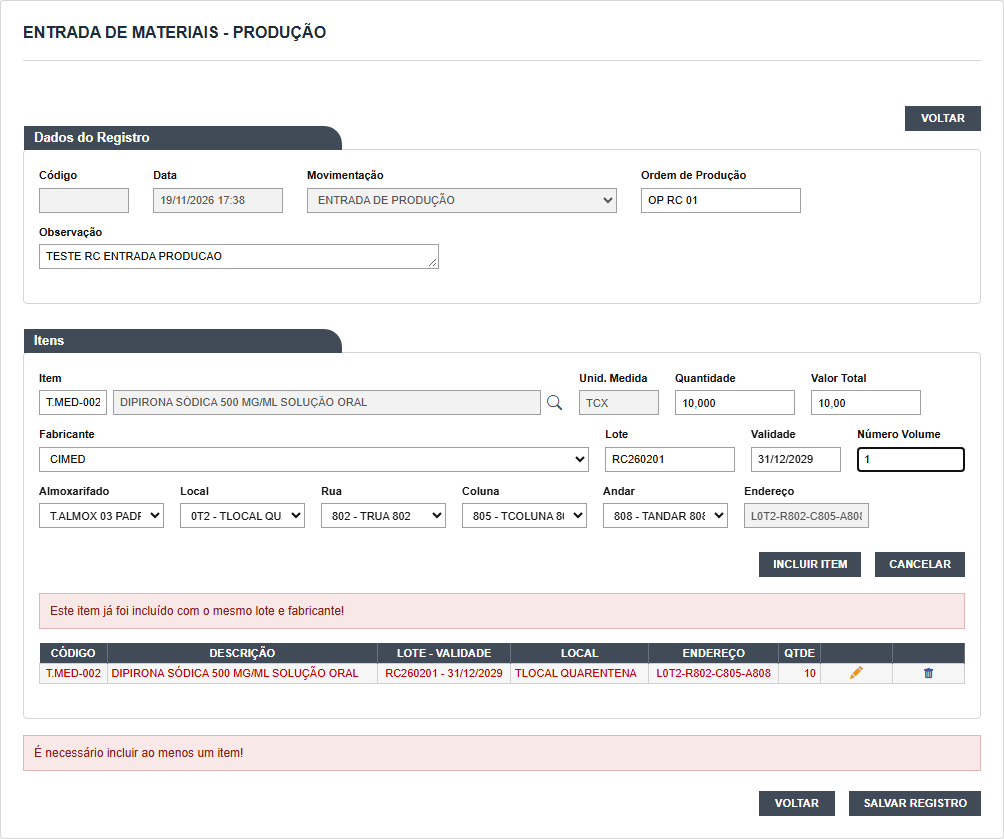 ENTRADA DE MATERIAIS - PRODUÇÃO
VOLTAR
Dados do Registro
Código Data Movimentação Ordem de Produção
19/11/2026 17:38 ENTRADA DE PRODUÇÃO OP RC 01
Observação
TESTE RC ENTRADA PRODUCAO
Itens
Item Unid. Medida Quantidade Valor Total
T.MED-002 DIPIRONA SÓDICA 500 MG/ML SOLUÇÃO ORAL TCX 10,000 10,00
Fabricante Lote Validade Número Volume
CIMED RC260201 31/12/2029 1
Almoxarifado Local Rua Coluna Andar Endereço
T.ALMOX 03 PADR 0T2 - TLOCAL QU 802 - TRUA 802 805 - TCOLUNA 80 808 - TANDAR 808 L0T2-R802-C805-A808
INCLUIR ITEM CANCELAR
Este item já foi incluído com o mesmo lote e fabricante!
CÓDIGO DESCRIÇÃO LOTE - VALIDADE LOCAL ENDEREÇO QTDE
T.MED-002 DIPIRONA SÓDICA 500 MG/ML SOLUÇÃO ORAL RC260201 - 31/12/2029 TLOCAL QUARENTENA L0T2-R802-C805-A808 10
É necessário incluir ao menos um item!
VOLTAR SALVAR REGISTRO